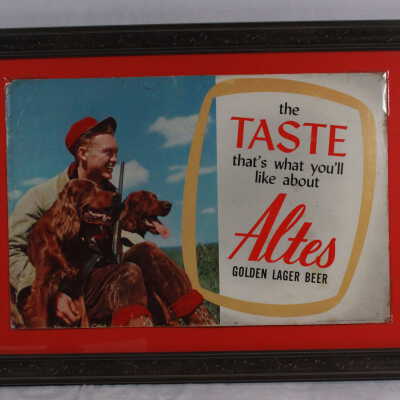 the
TASTE
that's what you'll
like about
Altes
GOLDEN LAGER BEER